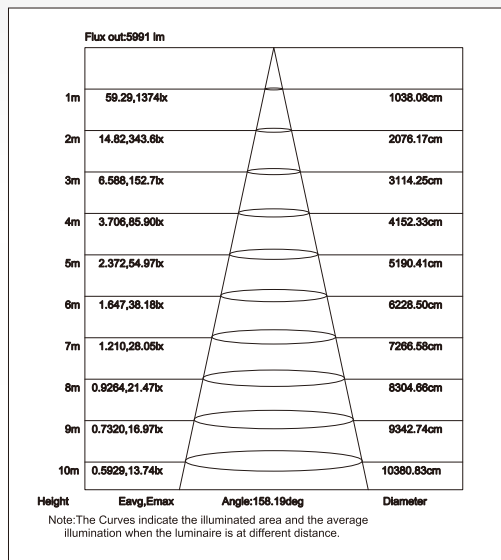 Flux out:5991 lm
1m 59.29,1374lx 1038.08cm
2m 14.82,343.6lx 2076.17cm
3m 6.588,152.7lx 3114.25cm
4m 3.706,85.90lx 4152.33cm
5m 2.372,54.97lx 5190.41cm
6m 1.647,38.18lx 6228.50cm
7m 1.210,28.05lx 7266.58cm
8m 0.9264,21.47lx 8304.66cm
9m 0.7320,16.97lx 9342.74cm
10m 0.5929,13.74lx 10380.83cm
Height Eavg,Emax Angle:158.19deg Diameter
Note:The Curves indicate the illuminated area and the average
illumination when the luminaire is at different distance.